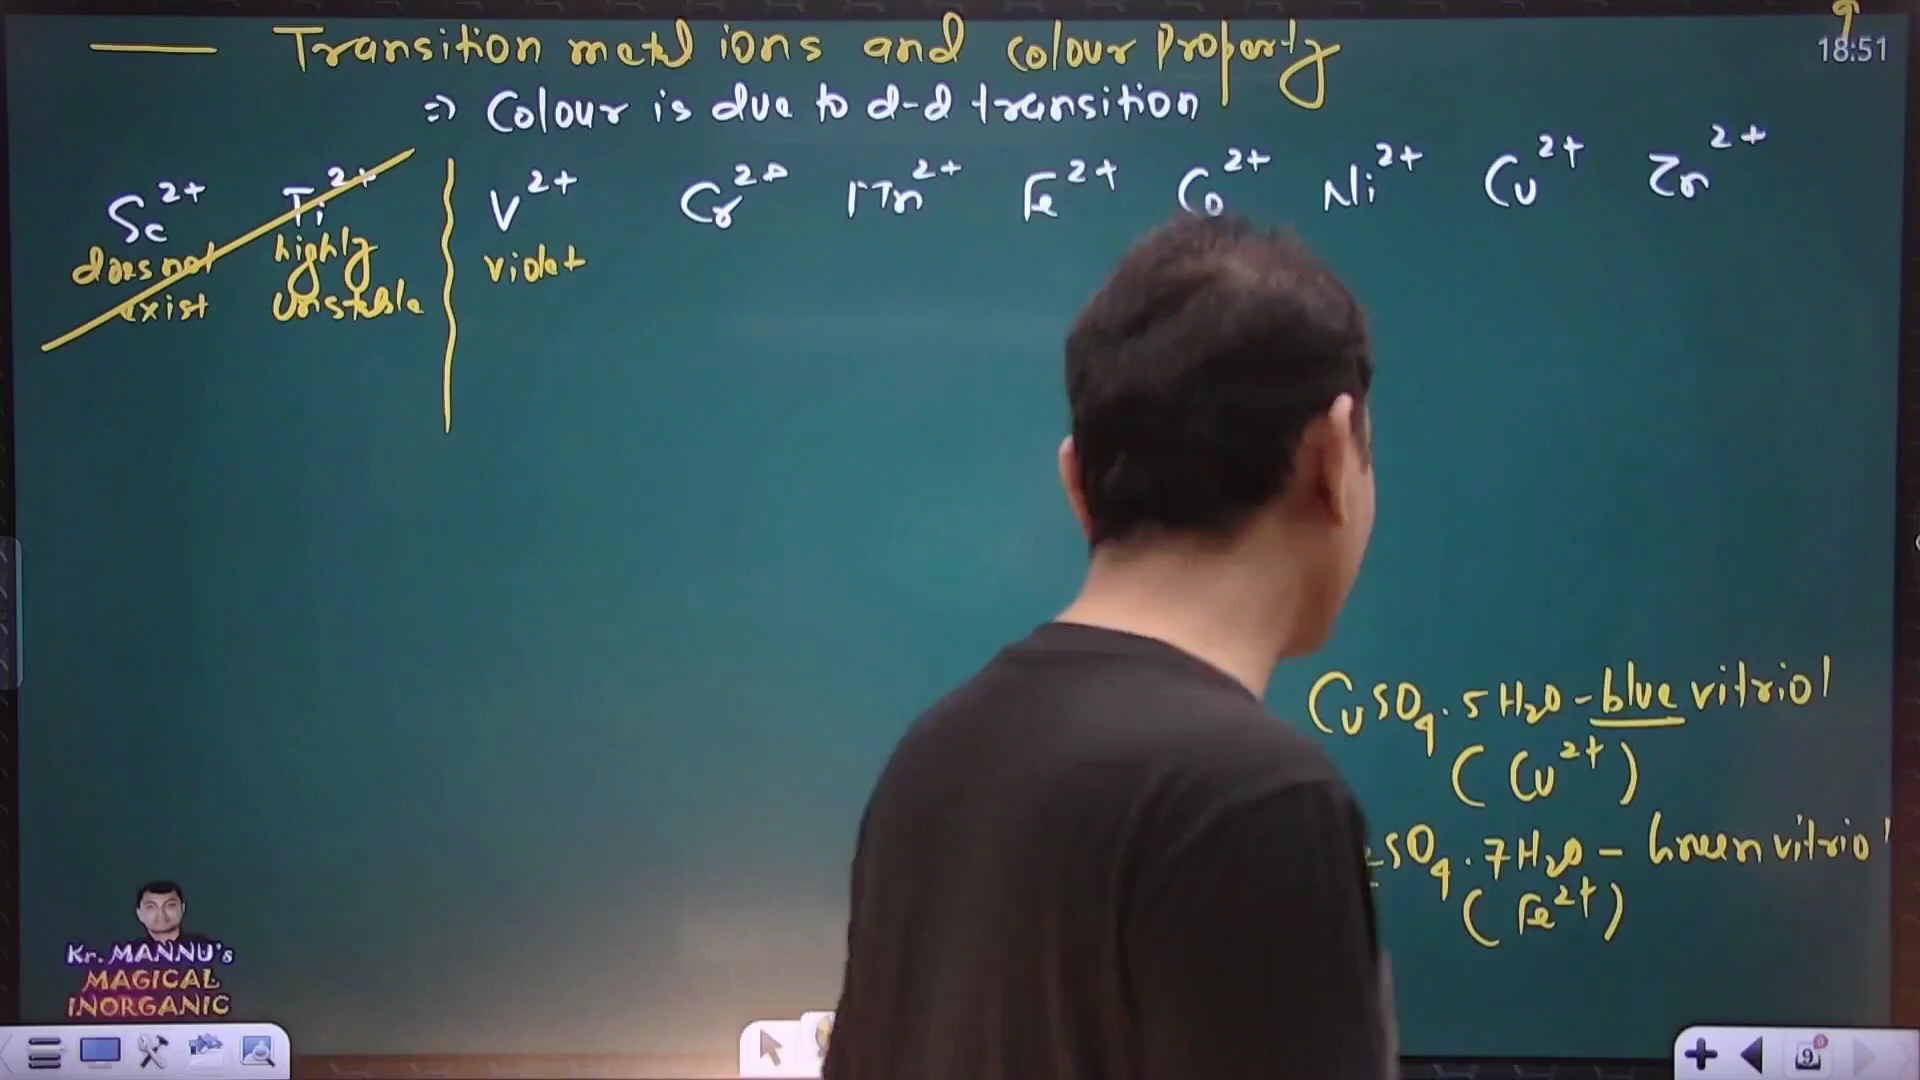 Transition metal ions and colour Property
18:51
=> Colour is due to d-d transition
Sc2+ Ti2+ V2+ Cr2+ Mn2+ Fe2+ Co2+ Ni2+ Cu2+ Zn2+
does not exist
highly unstable
violet
CuSO4.5H2O - blue vitriol
(Cu2+)
SO4.7H2O - Green vitriol
(Fe2+)
Kr. MANNU's
MAGICAL
INORGANIC
9